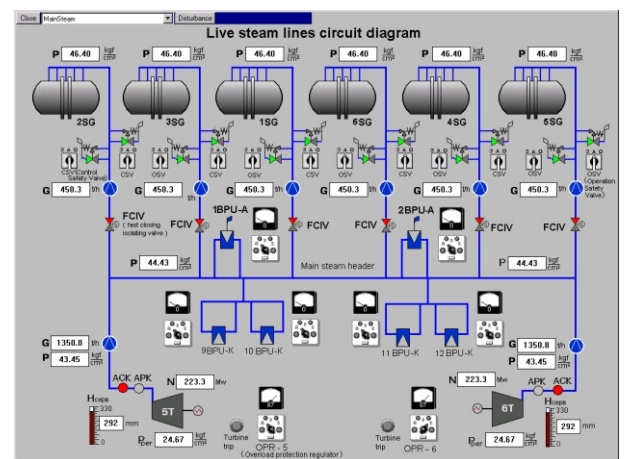 Close MainSteam Disturbance
Live steam lines circuit diagram
P 46.40 kgf/cm² P 46.40 kgf/cm² P 46.40 kgf/cm² P 46.40 kgf/cm² P 46.40 kgf/cm² P 46.40 kgf/cm²
2SG 3SG 1SG 6SG 4SG 5SG
CSV(Control
Safety Valve)
OSV CSV OSV CSV OSV CSV OSV CSV OSV CSV OSV
(Operation
Safety
Valve)
G 450.3 t/h G 450.3 t/h G 450.3 t/h G 450.3 t/h G 450.3 t/h G 450.3 t/h
1BPU-A 2BPU-A
FCIV
( fast closing
isolating valve )
FCIV FCIV FCIV FCIV FCIV
P 44.43 kgf/cm² Main steam header P 44.43 kgf/cm²
9BPU-K 10 BPU-K 11 BPU-K 12 BPU-K
G 1350.8 t/h G 1350.8 t/h
P 43.45 kgf/cm² P 43.45 kgf/cm²
ACK APK N 223.3 Mw N 223.3 Mw APK ACK
Hсера 330 Hсера 330
5T 6T
292 mm 292 mm
0 0
Pper 24.67 kgf/cm² Pper 24.67 kgf/cm²
Turbine
trip
OPR - 5
(Overload protection regulator)
Turbine
trip
OPR - 6